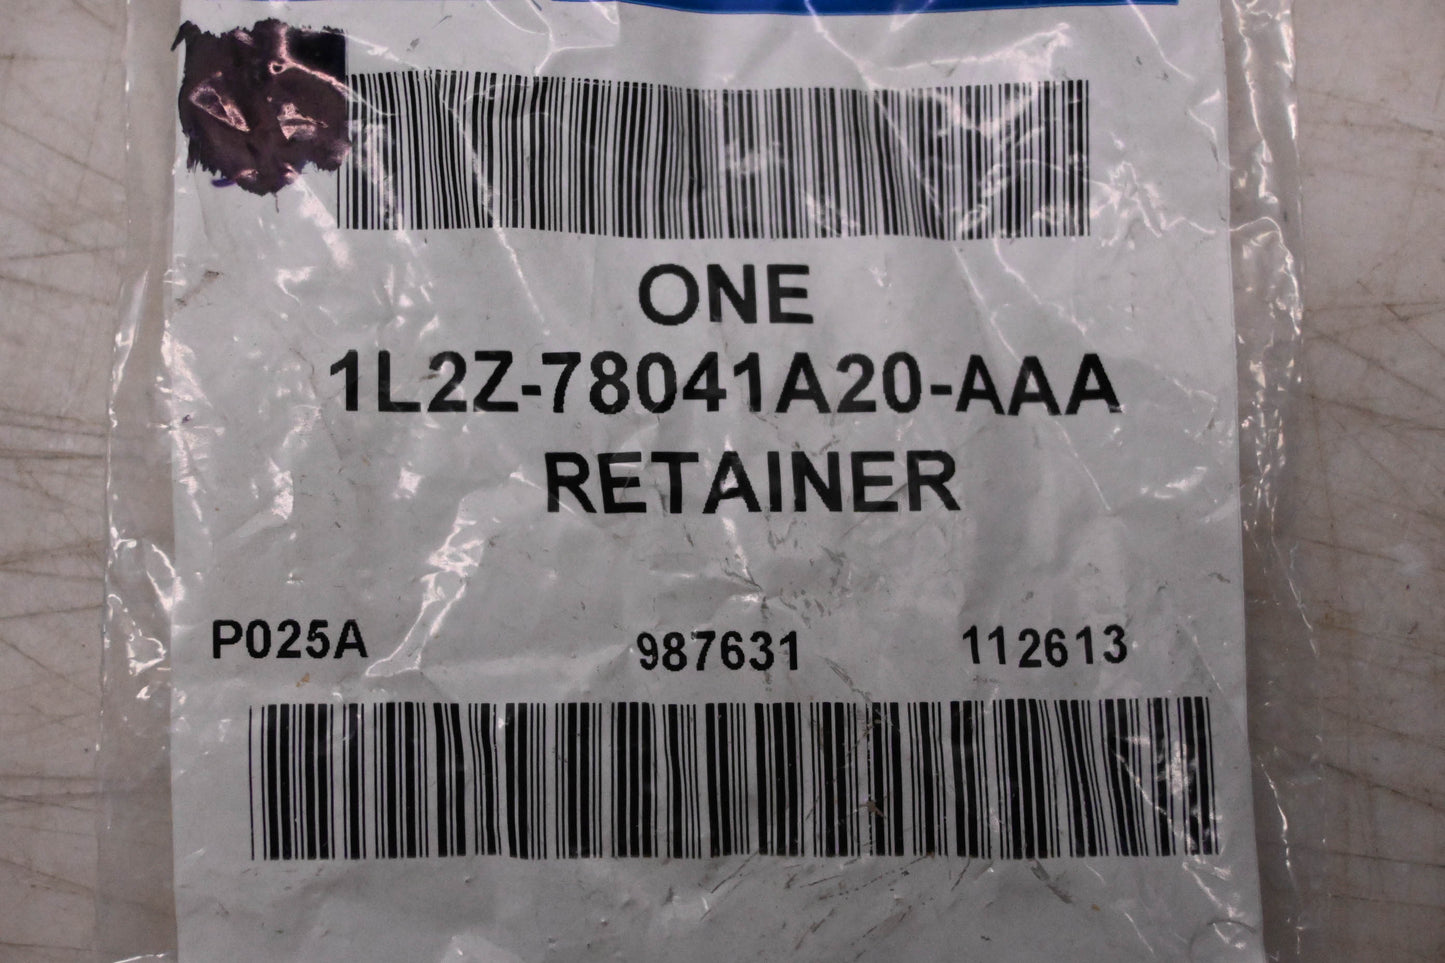 ONE
1L2Z-78041A20-AAA
RETAINER
P025A 987631 112613